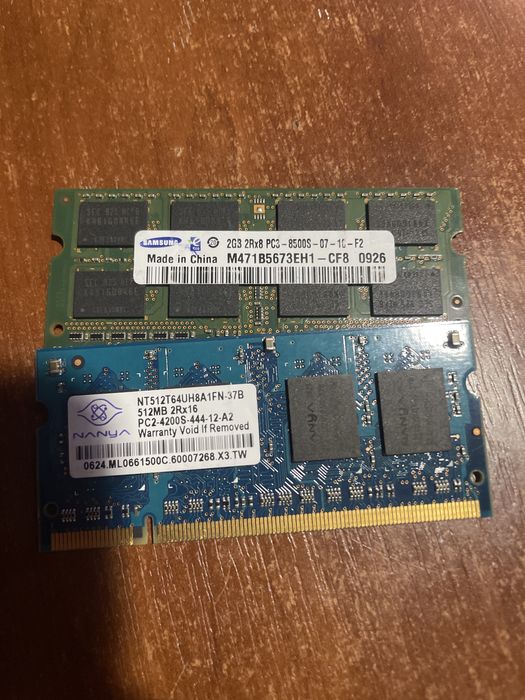 SAMSUNG
2G3 2Rx8 PC3-8500S-07-10-F2
Made in China M471B5673EH1-CF8 0926
NANYA
NT512T64UH8A1FN-37B
512MB 2Rx16
PC2-4200S-444-12-A2
Warranty Void If Removed
0624.ML0661500C.60007268.X3.TW